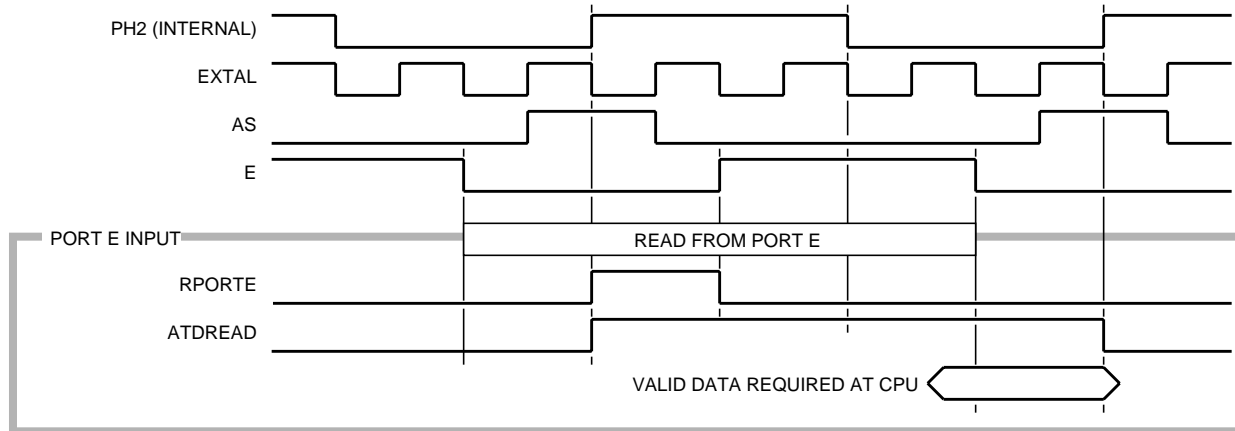 PH2 (INTERNAL)
EXTAL
AS
E
PORT E INPUT
READ FROM PORT E
RPORTE
ATDREAD
VALID DATA REQUIRED AT CPU